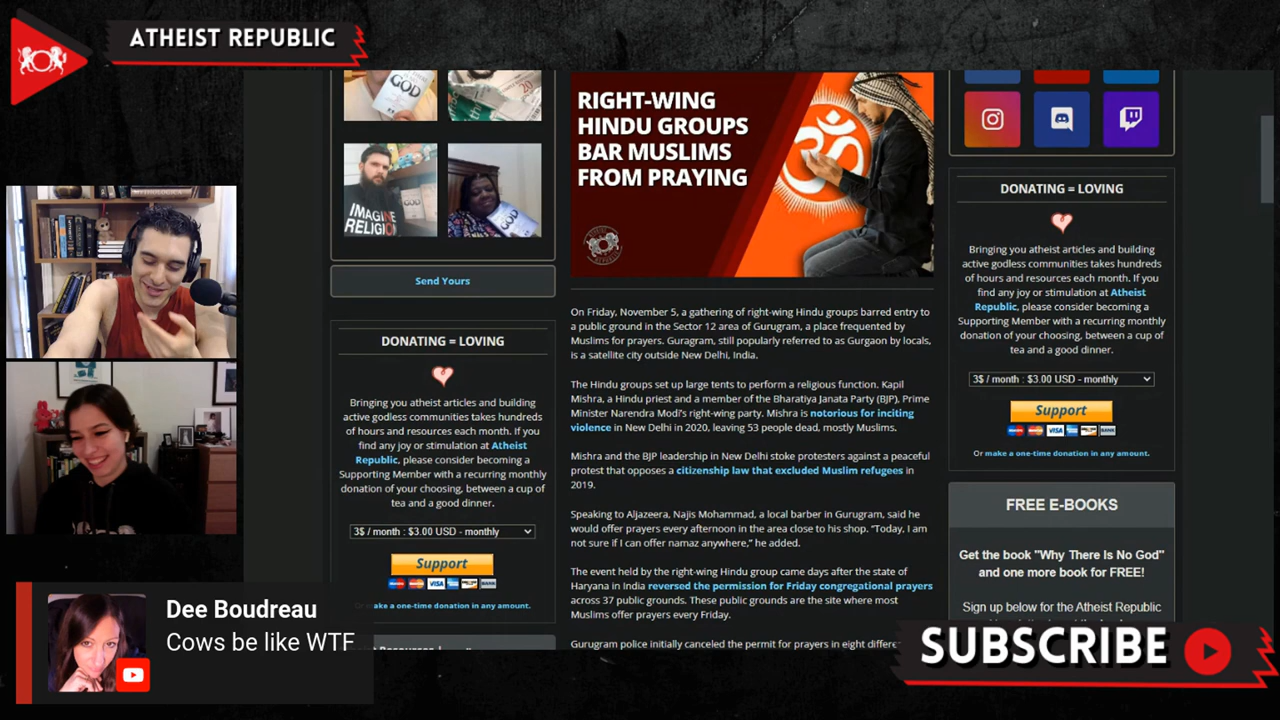 ATHEIST REPUBLIC
IMAGINE
RELIGION
Send Yours
DONATING = LOVING
Bringing you atheist articles and building
active godless communities takes hundreds
of hours and resources each month. If you
find any joy or stimulation at Atheist
Republic, please consider becoming a
Supporting Member with a recurring monthly
donation of your choosing, between a cup of
tea and a good dinner.
3$ / month : $3.00 USD - monthly
Support
VISA
BANK
Or make a one-time donation in any amount.
RIGHT-WING
HINDU GROUPS
BAR MUSLIMS
FROM PRAYING
On Friday, November 5, a gathering of right-wing Hindu groups barred entry to
a public ground in the Sector 12 area of Gurugram, a place frequented by
Muslims for prayers. Guragram, still popularly referred to as Gurgaon by locals,
is a satellite city outside New Delhi, India.
The Hindu groups set up large tents to perform a religious function. Kapil
Mishra, a Hindu priest and a member of the Bharatiya Janata Party (BJP), Prime
Minister Narendra Modi's right-wing party. Mishra is notorious for inciting
violence in New Delhi in 2020, leaving 53 people dead, mostly Muslims.
Mishra and the BJP leadership in New Delhi stoke protesters against a peaceful
protest that opposes a citizenship law that excluded Muslim refugees in
2019.
Speaking to Aljazeera, Najis Mohammad, a local barber in Gurugram, said he
would offer prayers every afternoon in the area close to his shop. "Today, I am
not sure if I can offer namaz anywhere," he added.
The event held by the right-wing Hindu group came days after the state of
Haryana in India reversed the permission for Friday congregational prayers
across 37 public grounds. These public grounds are the site where most
Muslims offer prayers every Friday.
Gurugram police initially canceled the permit for prayers in eight
DONATING = LOVING
Bringing you atheist articles and building
active godless communities takes hundreds
of hours and resources each month. If you
find any joy or stimulation at Atheist
Republic, please consider becoming a
Supporting Member with a recurring monthly
donation of your choosing, between a cup of
tea and a good dinner.
3$ / month : $3.00 USD - monthly
Support
VISA
BANK
Or make a one-time donation in any amount.
FREE E-BOOKS
Get the book "Why There Is No God"
and one more book for FREE!
Sign up below for the Atheist Republic
Dee Boudreau
Cows be like WTF
SUBSCRIBE